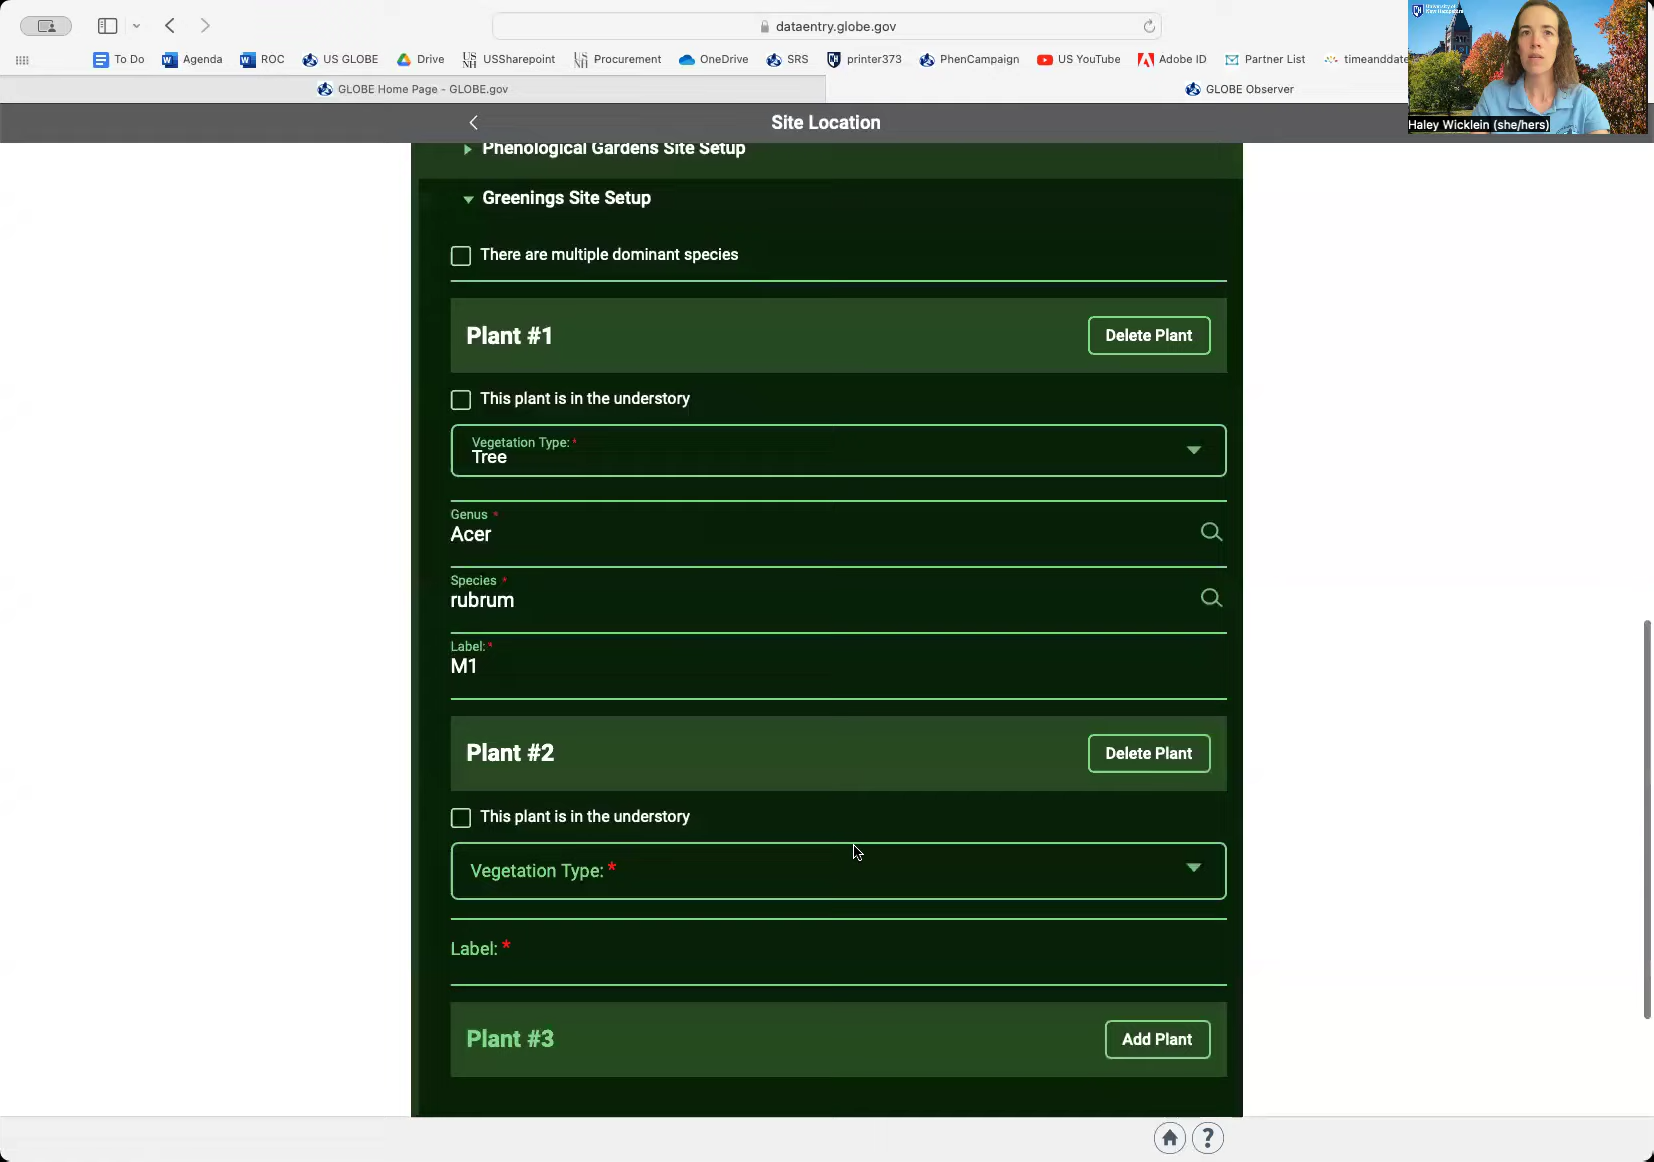 dataentry.globe.gov
To Do Agenda ROC US GLOBE Drive USSharepoint Procurement OneDrive SRS printer373 PhenCampaign US YouTube Adobe ID Partner List timeanddate
GLOBE Home Page - GLOBE.gov
GLOBE Observer
University of
New Hampshire
Haley Wicklein (she/hers)
Site Location
Phenological Gardens Site Setup
Greenings Site Setup
There are multiple dominant species
Plant #1
Delete Plant
This plant is in the understory
Vegetation Type:*
Tree
Genus *
Acer
Species *
rubrum
Label:*
M1
Plant #2
Delete Plant
This plant is in the understory
Vegetation Type: *
Label: *
Plant #3
Add Plant
?